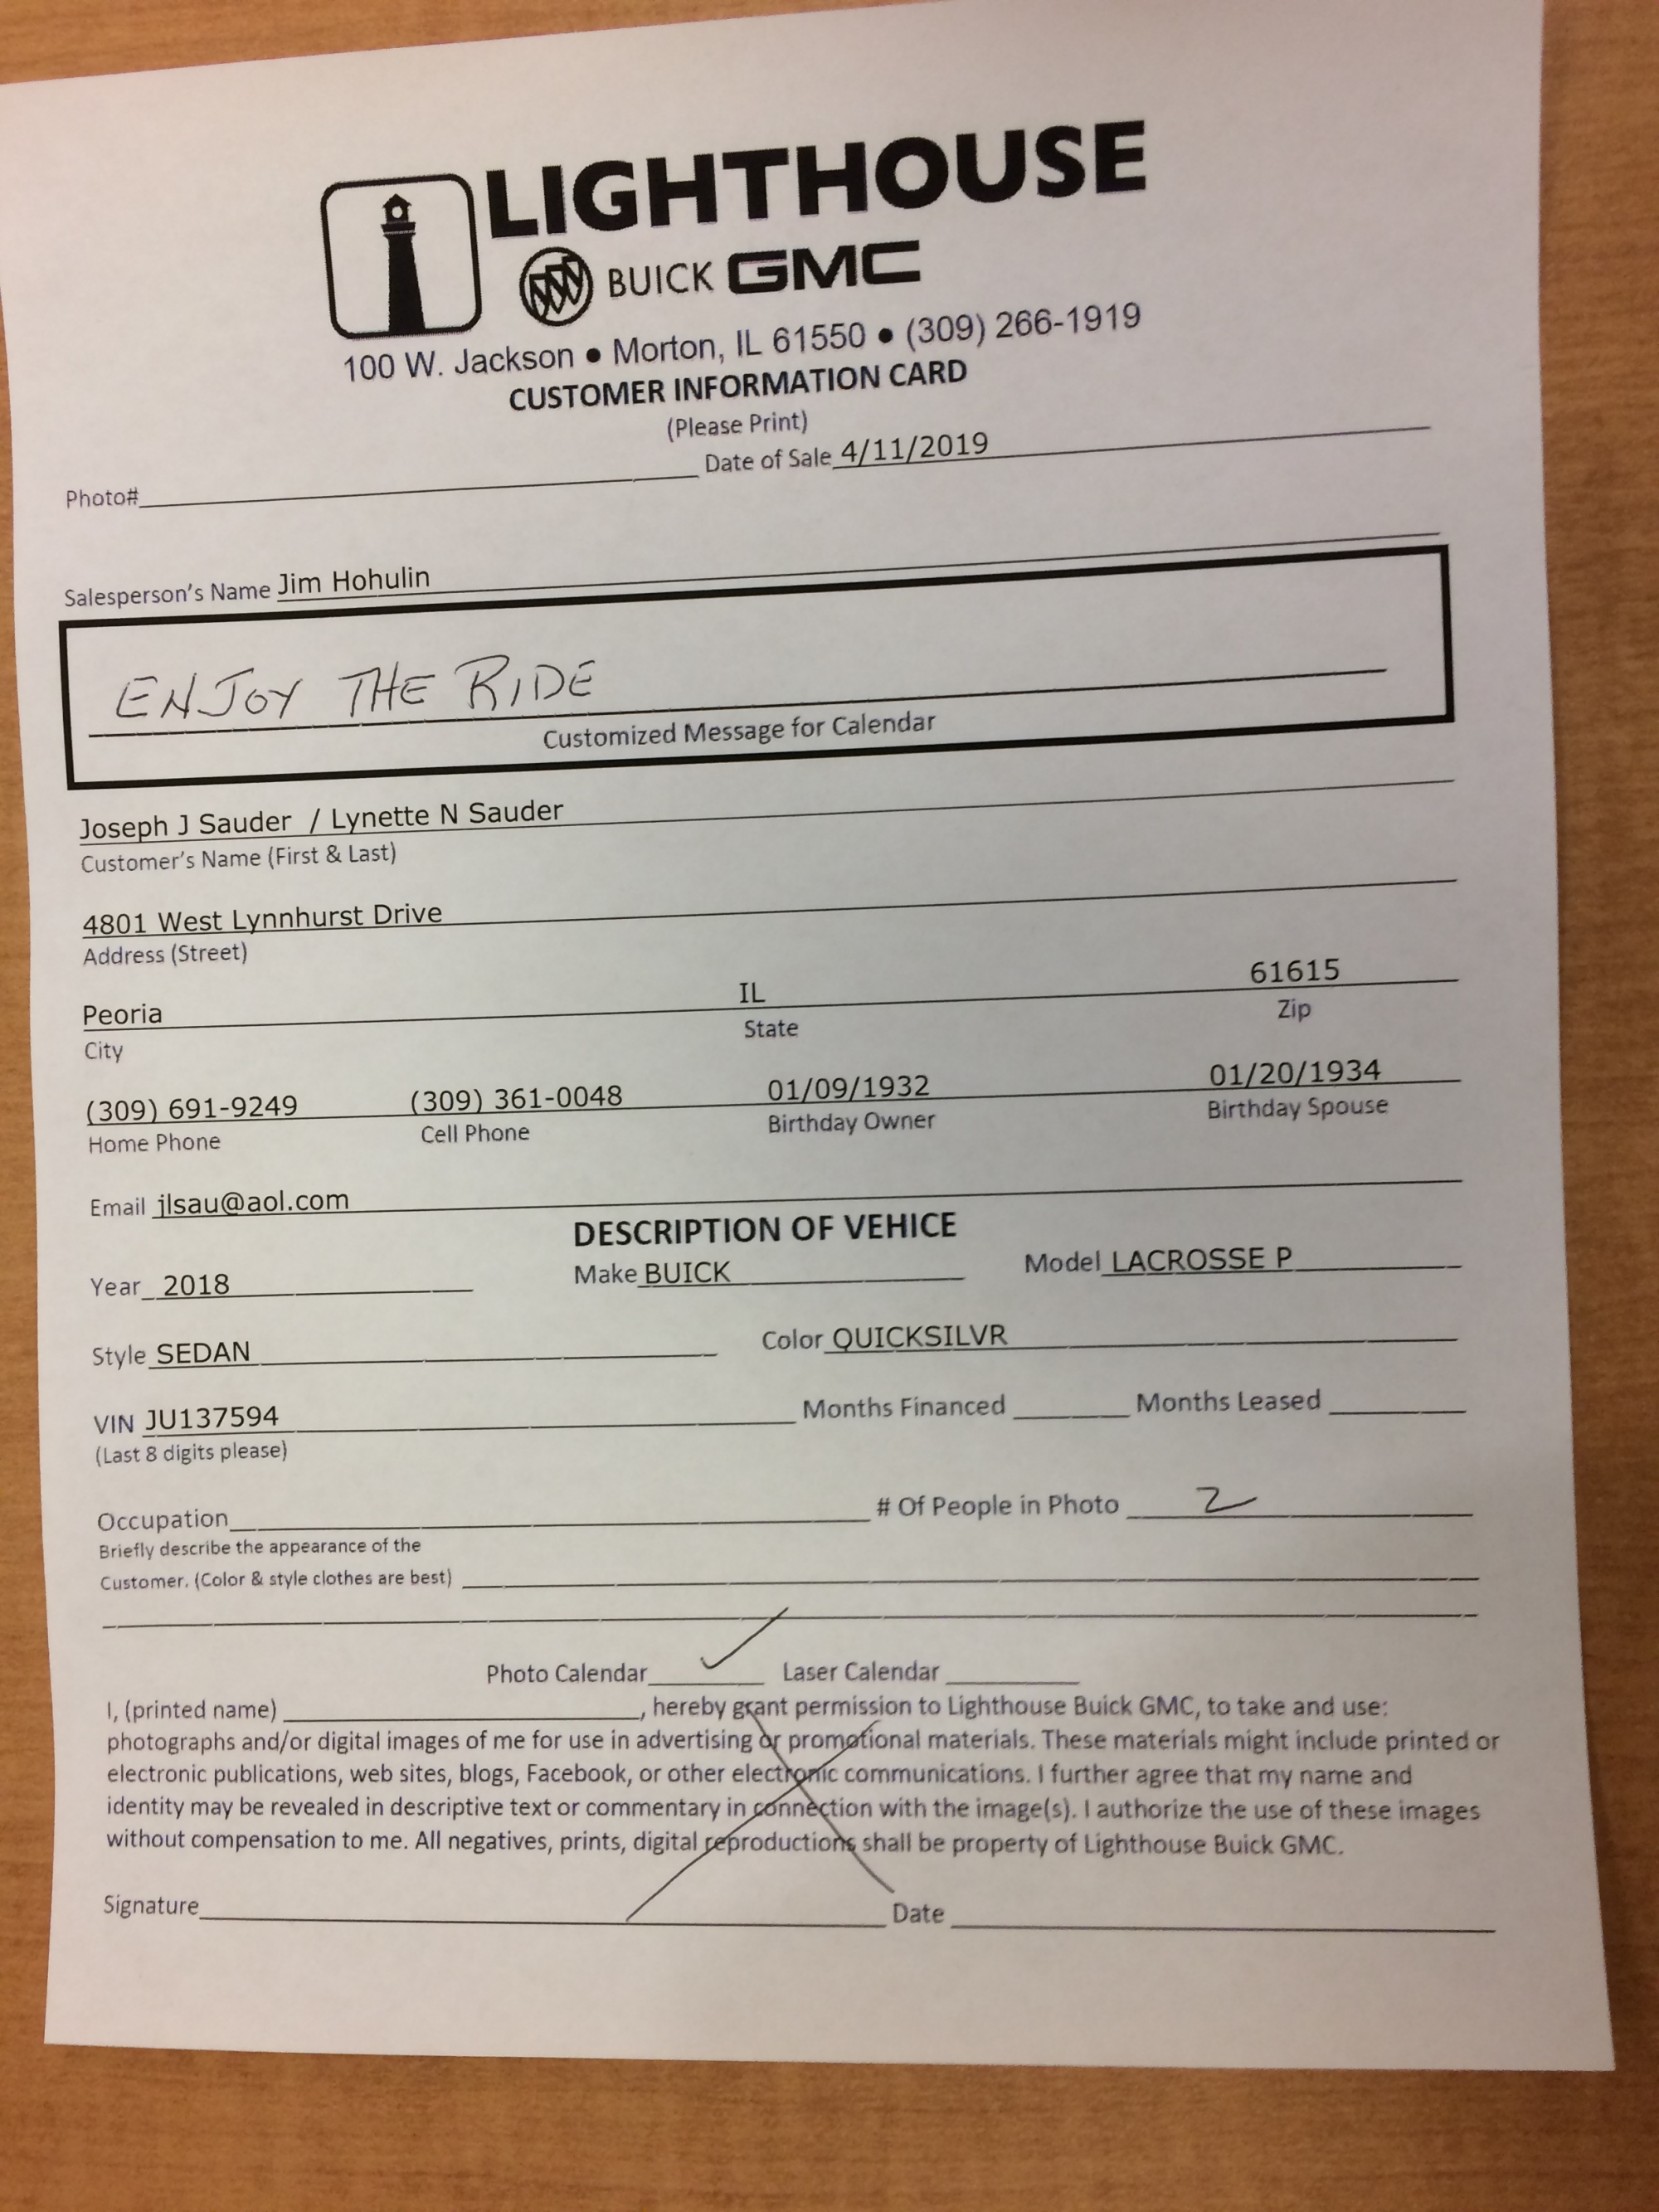 LIGHTHOUSE
BUICK GMC
100 W. Jackson • Morton, IL 61550 • (309) 266-1919
CUSTOMER INFORMATION CARD
(Please Print)
Photo# Date of Sale 4/11/2019
Salesperson's Name Jim Hohulin
ENJOY THE RIDE
Customized Message for Calendar
Joseph J Sauder / Lynette N Sauder
Customer's Name (First & Last)
4801 West Lynnhurst Drive
Address (Street)
Peoria IL 61615
City State Zip
(309) 691-9249 (309) 361-0048 01/09/1932 01/20/1934
Home Phone Cell Phone Birthday Owner Birthday Spouse
Email jlsau@aol.com
DESCRIPTION OF VEHICE
Year 2018 Make BUICK Model LACROSSE P
Style SEDAN Color QUICKSILVR
VIN JU137594 Months Financed Months Leased
(Last 8 digits please)
Occupation # Of People in Photo 2
Briefly describe the appearance of the
Customer. (Color & style clothes are best)
Photo Calendar ✓ Laser Calendar
I, (printed name) , hereby grant permission to Lighthouse Buick GMC, to take and use:
photographs and/or digital images of me for use in advertising or promotional materials. These materials might include printed or
electronic publications, web sites, blogs, Facebook, or other electronic communications. I further agree that my name and
identity may be revealed in descriptive text or commentary in connection with the image(s). I authorize the use of these images
without compensation to me. All negatives, prints, digital reproductions shall be property of Lighthouse Buick GMC.
Signature Date